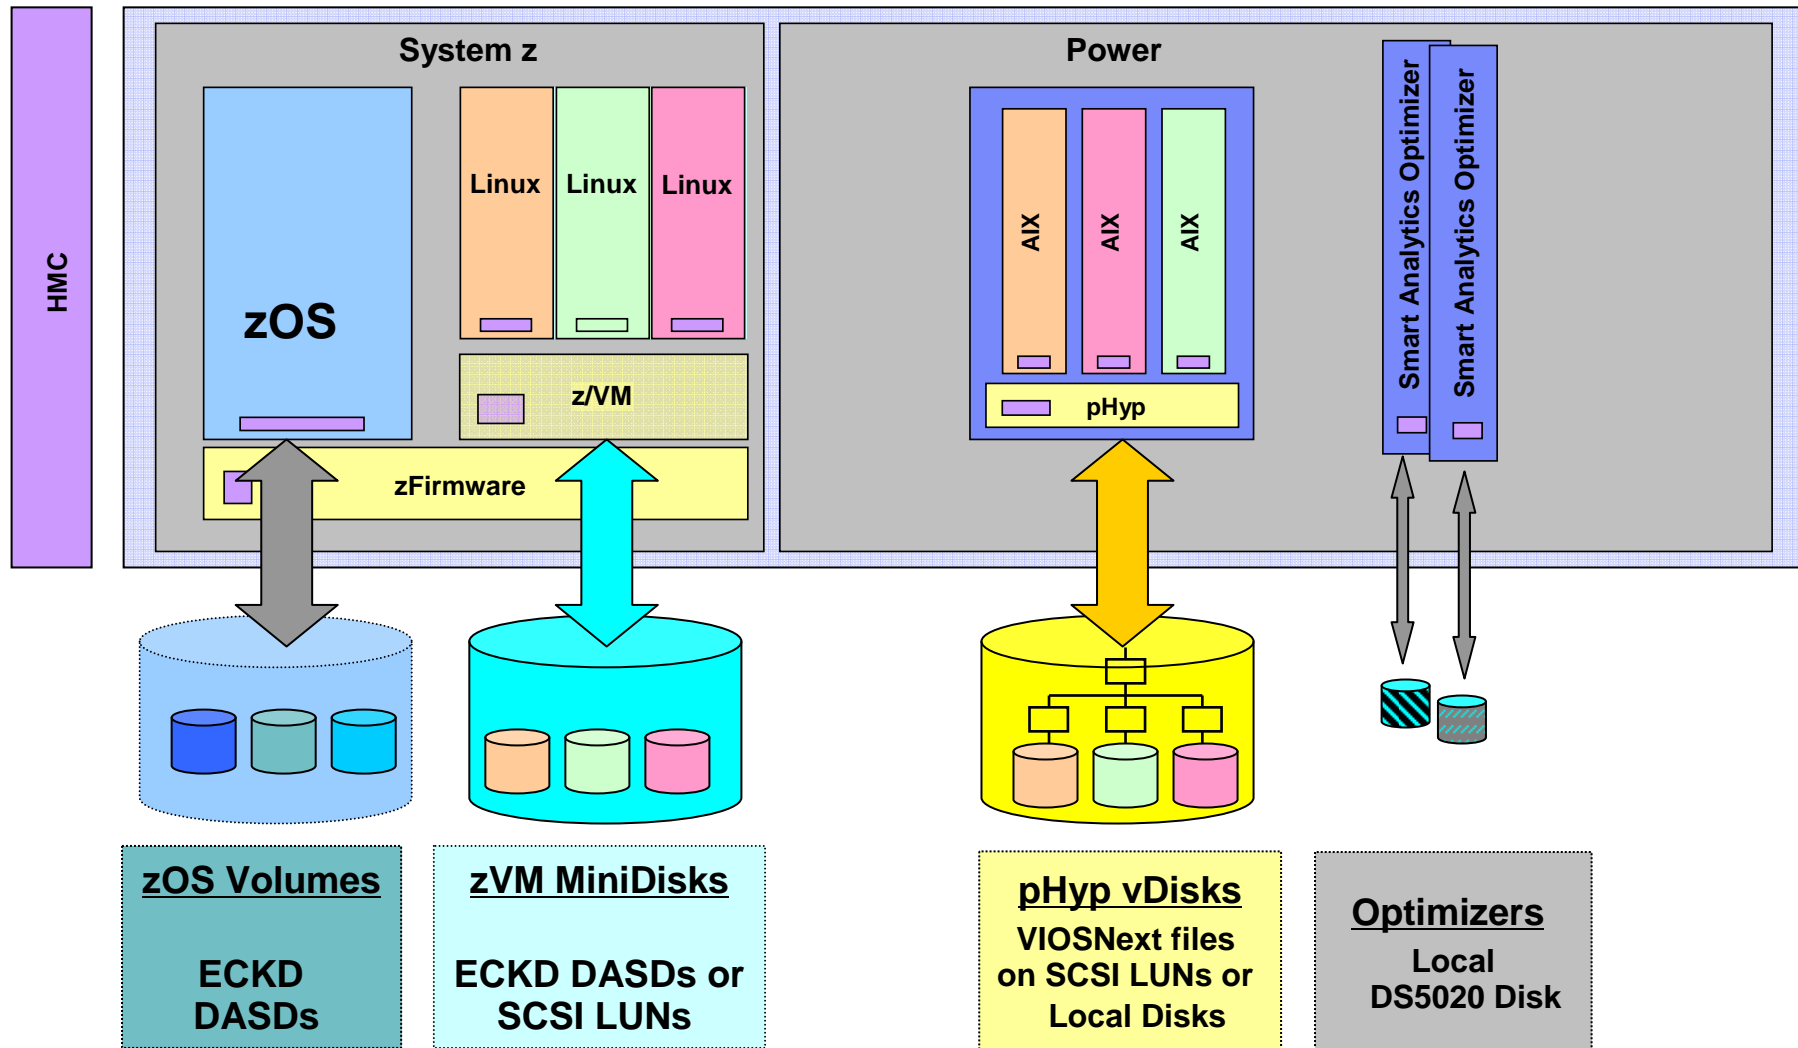 HMC
System z
Power
zOS
Linux
Linux
Linux
z/VM
zFirmware
AIX
AIX
AIX
pHyp
Smart Analytics Optimizer
Smart Analytics Optimizer
zOS Volumes
ECKD
DASDs
zVM MiniDisks
ECKD DASDs or
SCSI LUNs
pHyp vDisks
VIOSNext files
on SCSI LUNs or
Local Disks
Optimizers
Local
DS5020 Disk